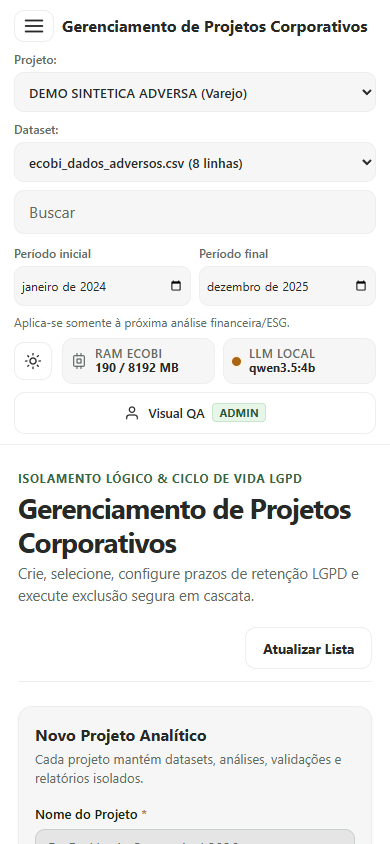 Gerenciamento de Projetos Corporativos
Projeto:
DEMO SINTETICA ADVERSA (Varejo)
Dataset:
ecobi_dados_adversos.csv (8 linhas)
Buscar
Período inicial
Período final
janeiro de 2024
dezembro de 2025
Aplica-se somente à próxima análise financeira/ESG.
RAM ECOBI
190 / 8192 MB
LLM LOCAL
qwen3.5:4b
Visual QA
ADMIN
ISOLAMENTO LÓGICO & CICLO DE VIDA LGPD
Gerenciamento de Projetos
Corporativos
Crie, selecione, configure prazos de retenção LGPD e
execute exclusão segura em cascata.
Atualizar Lista
Novo Projeto Analítico
Cada projeto mantém datasets, análises, validações e
relatórios isolados.
Nome do Projeto *